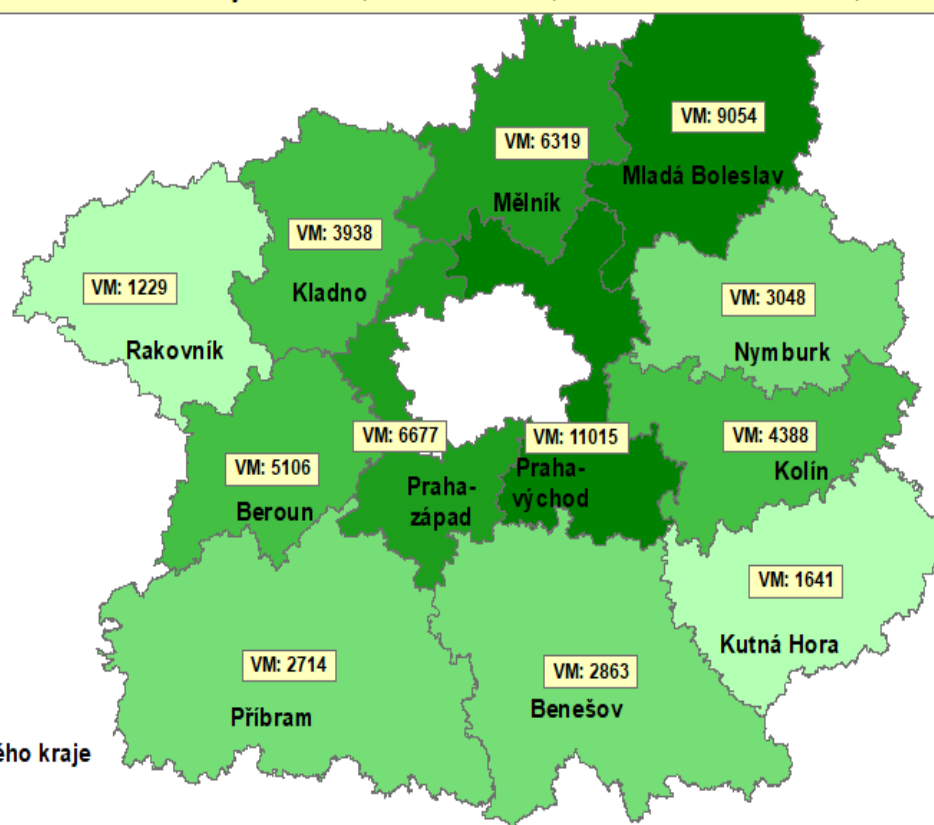 VM: 9054
Mladá Boleslav
VM: 6319
Mělník
VM: 3938
Kladno
VM: 1229
Rakovník
VM: 3048
Nymburk
VM: 6677
Praha-
západ
VM: 11015
Praha-
východ
VM: 4388
Kolín
VM: 5106
Beroun
VM: 1641
Kutná Hora
VM: 2714
Příbram
VM: 2863
Benešov
ého kraje